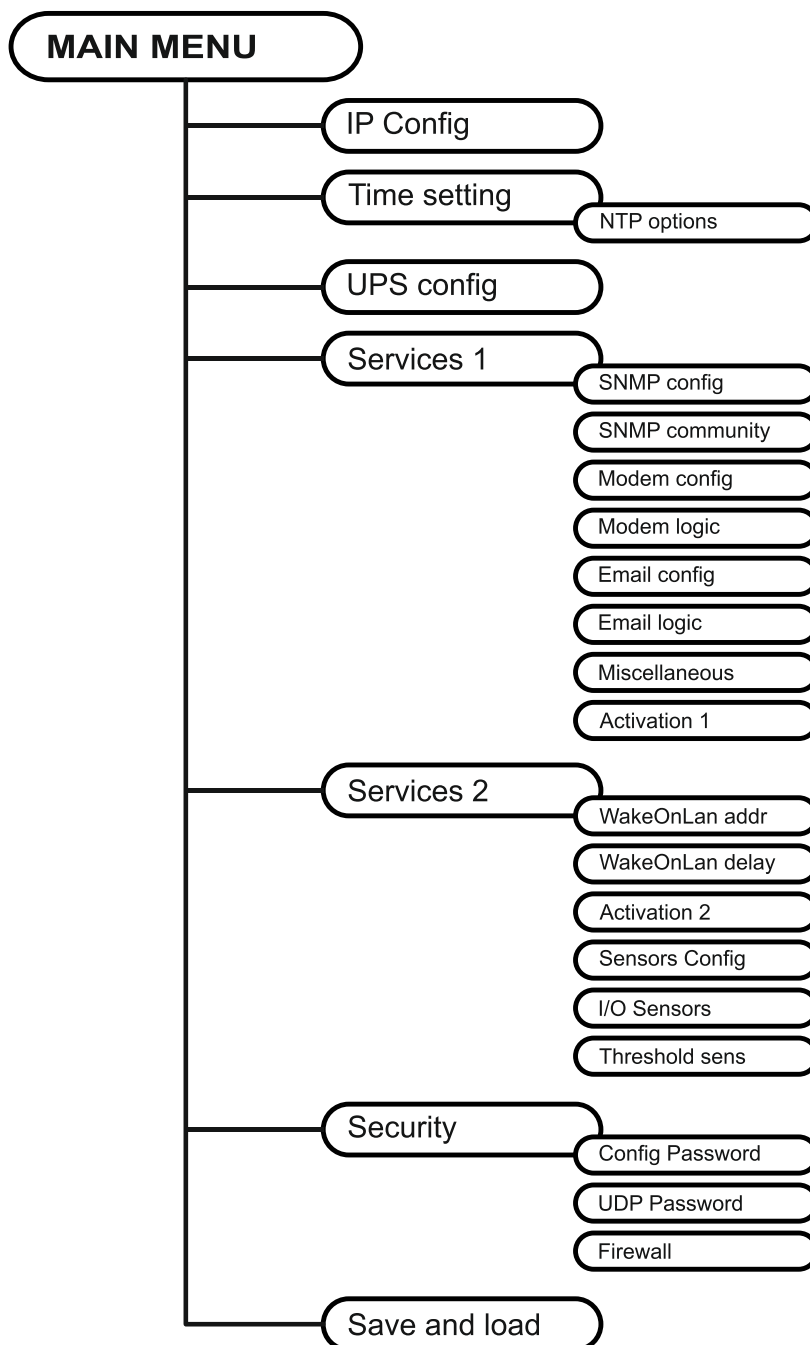 MAIN MENU
IP Config
Time setting
NTP options
UPS config
Services 1
SNMP config
SNMP community
Modem config
Modem logic
Email config
Email logic
Miscellaneous
Activation 1
Services 2
WakeOnLan addr
WakeOnLan delay
Activation 2
Sensors Config
I/O Sensors
Threshold sens
Security
Config Password
UDP Password
Firewall
Save and load